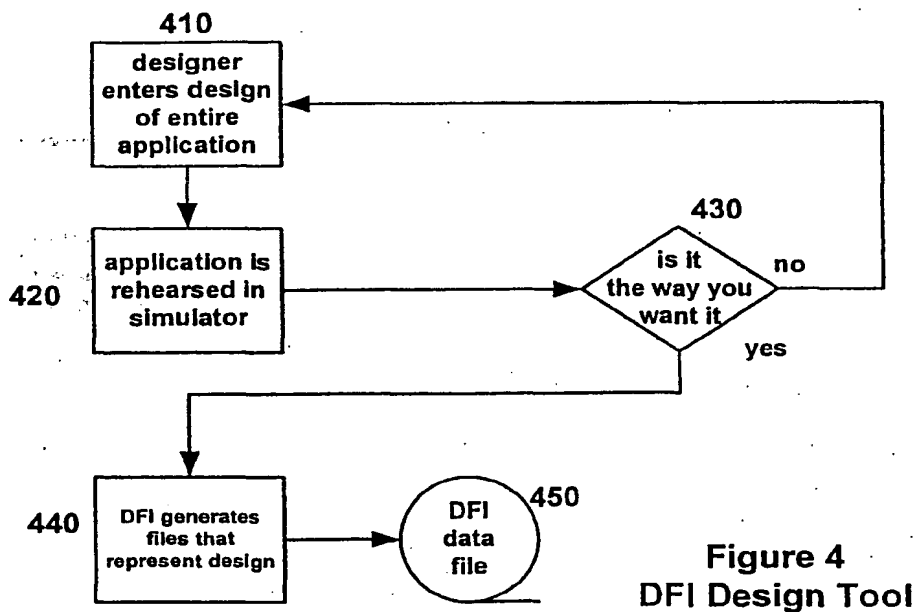 410
designer
enters design
of entire
application
420
application is
rehearsed in
simulator
430
is it
the way you
want it
no
yes
440
DFI generates
files that
represent design
450
DFI
data
file
Figure 4
DFI Design Tool